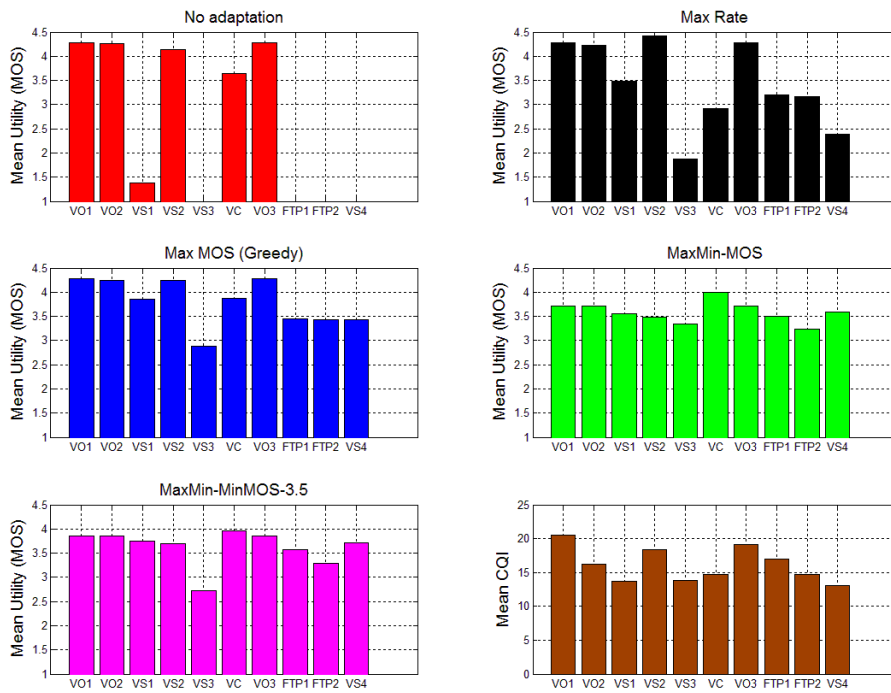 No adaptation
Mean Utility (MOS)
4.5
4
3.5
3
2.5
2
1.5
1
VO1 VO2 VS1 VS2 VS3 VC VO3 FTP1 FTP2 VS4
Max Rate
Mean Utility (MOS)
4.5
4
3.5
3
2.5
2
1.5
1
VO1 VO2 VS1 VS2 VS3 VC VO3 FTP1 FTP2 VS4
Max MOS (Greedy)
Mean Utility (MOS)
4.5
4
3.5
3
2.5
2
1.5
1
VO1 VO2 VS1 VS2 VS3 VC VO3 FTP1 FTP2 VS4
MaxMin-MOS
Mean Utility (MOS)
4.5
4
3.5
3
2.5
2
1.5
1
VO1 VO2 VS1 VS2 VS3 VC VO3 FTP1 FTP2 VS4
MaxMin-MinMOS-3.5
Mean Utility (MOS)
4.5
4
3.5
3
2.5
2
1.5
1
VO1 VO2 VS1 VS2 VS3 VC VO3 FTP1 FTP2 VS4
Mean CQI
25
20
15
10
5
0
VO1 VO2 VS1 VS2 VS3 VC VO3 FTP1 FTP2 VS4